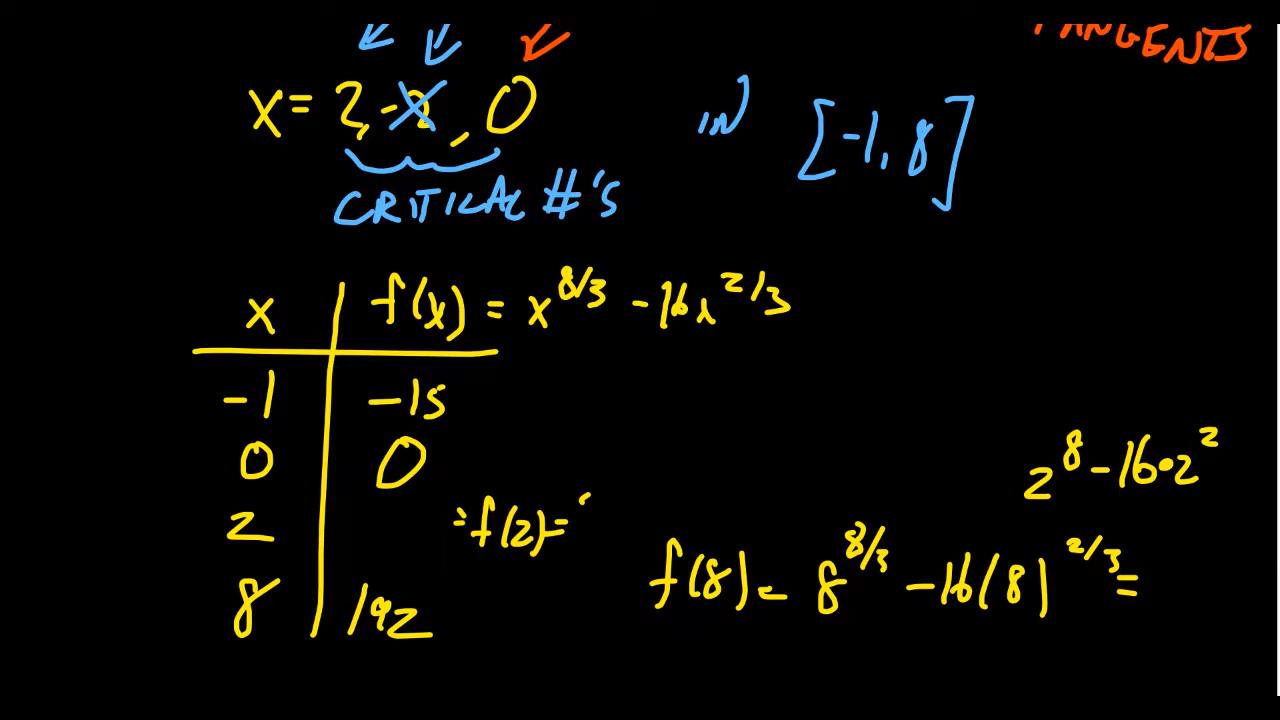 TANGENTS
x = 2, -2, 0 in [-1, 8]
CRITICAL #'S
x | f(x) = x^8/3 - 16x^2/3
-1 | -15
0 | 0
2^8 - 16•2^2
2 | = f(2) =
8 | 192 f(8) = 8^8/3 - 16(8)^2/3 =